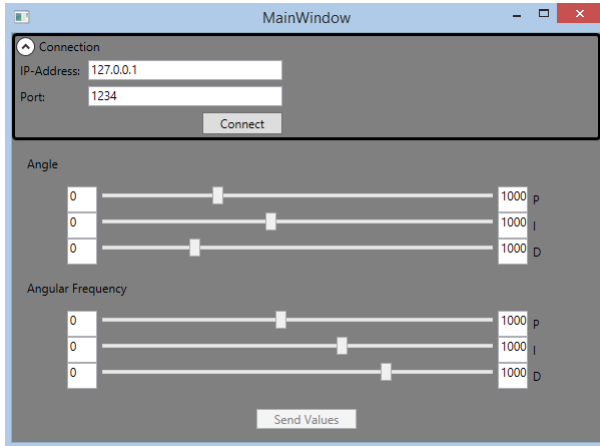 MainWindow
Connection
IP-Address: 127.0.0.1
Port: 1234
Connect
Angle
0 1000 P
0 1000 I
0 1000 D
Angular Frequency
0 1000 P
0 1000 I
0 1000 D
Send Values